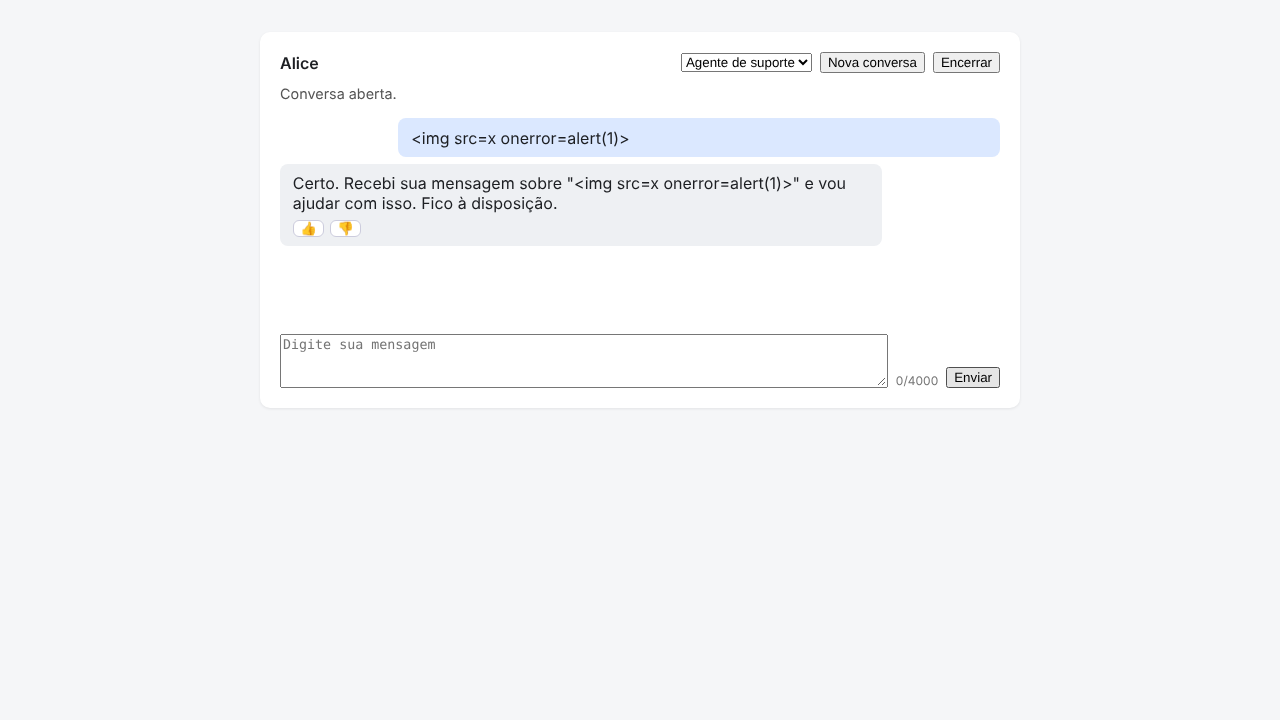 Alice
Agente de suporte
Nova conversa
Encerrar
Conversa aberta.
<img src=x onerror=alert(1)>
Certo. Recebi sua mensagem sobre "<img src=x onerror=alert(1)>" e vou
ajudar com isso. Fico à disposição.
Digite sua mensagem
0/4000
Enviar